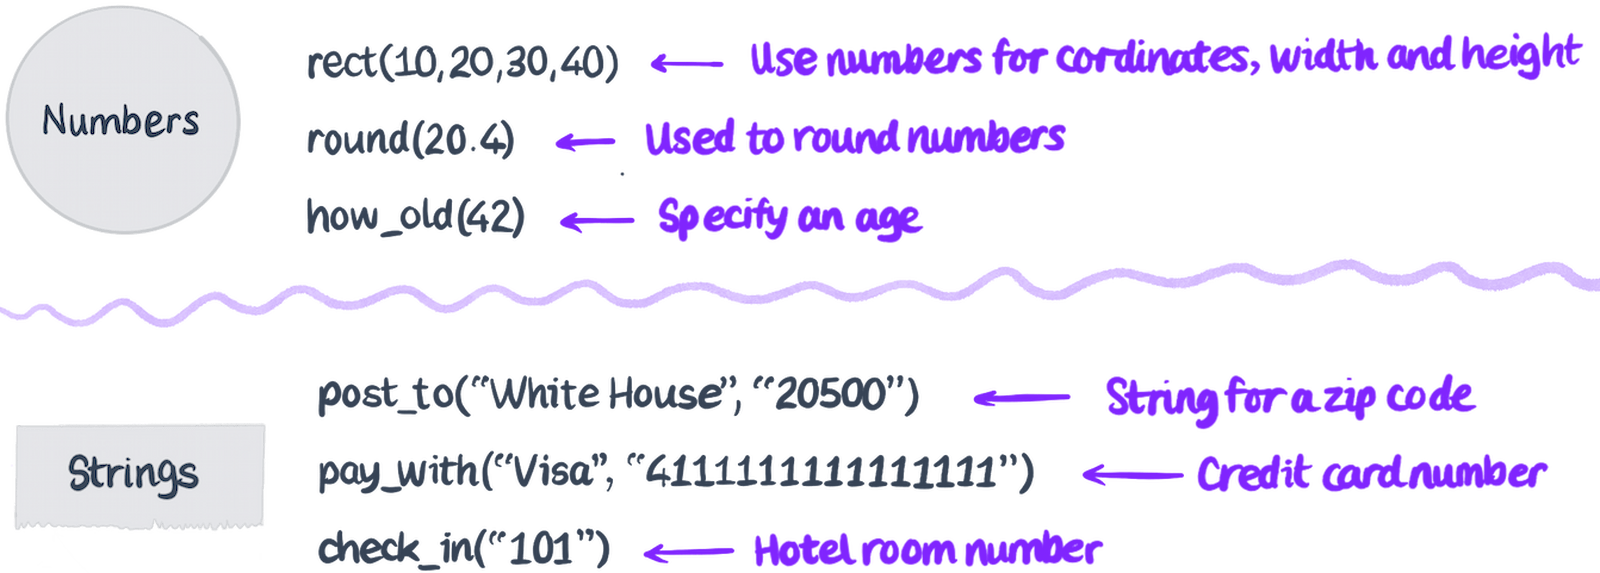 Numbers
rect(10,20,30,40) ← Use numbers for cordinates, width and height
round(20.4) ← Used to round numbers
how_old(42) ← Specify an age
Strings
post_to(“White House”, “20500”) ← String for a zip code
pay_with(“Visa”, “4111111111111111”) ← Credit card number
check_in(“101”) ← Hotel room number